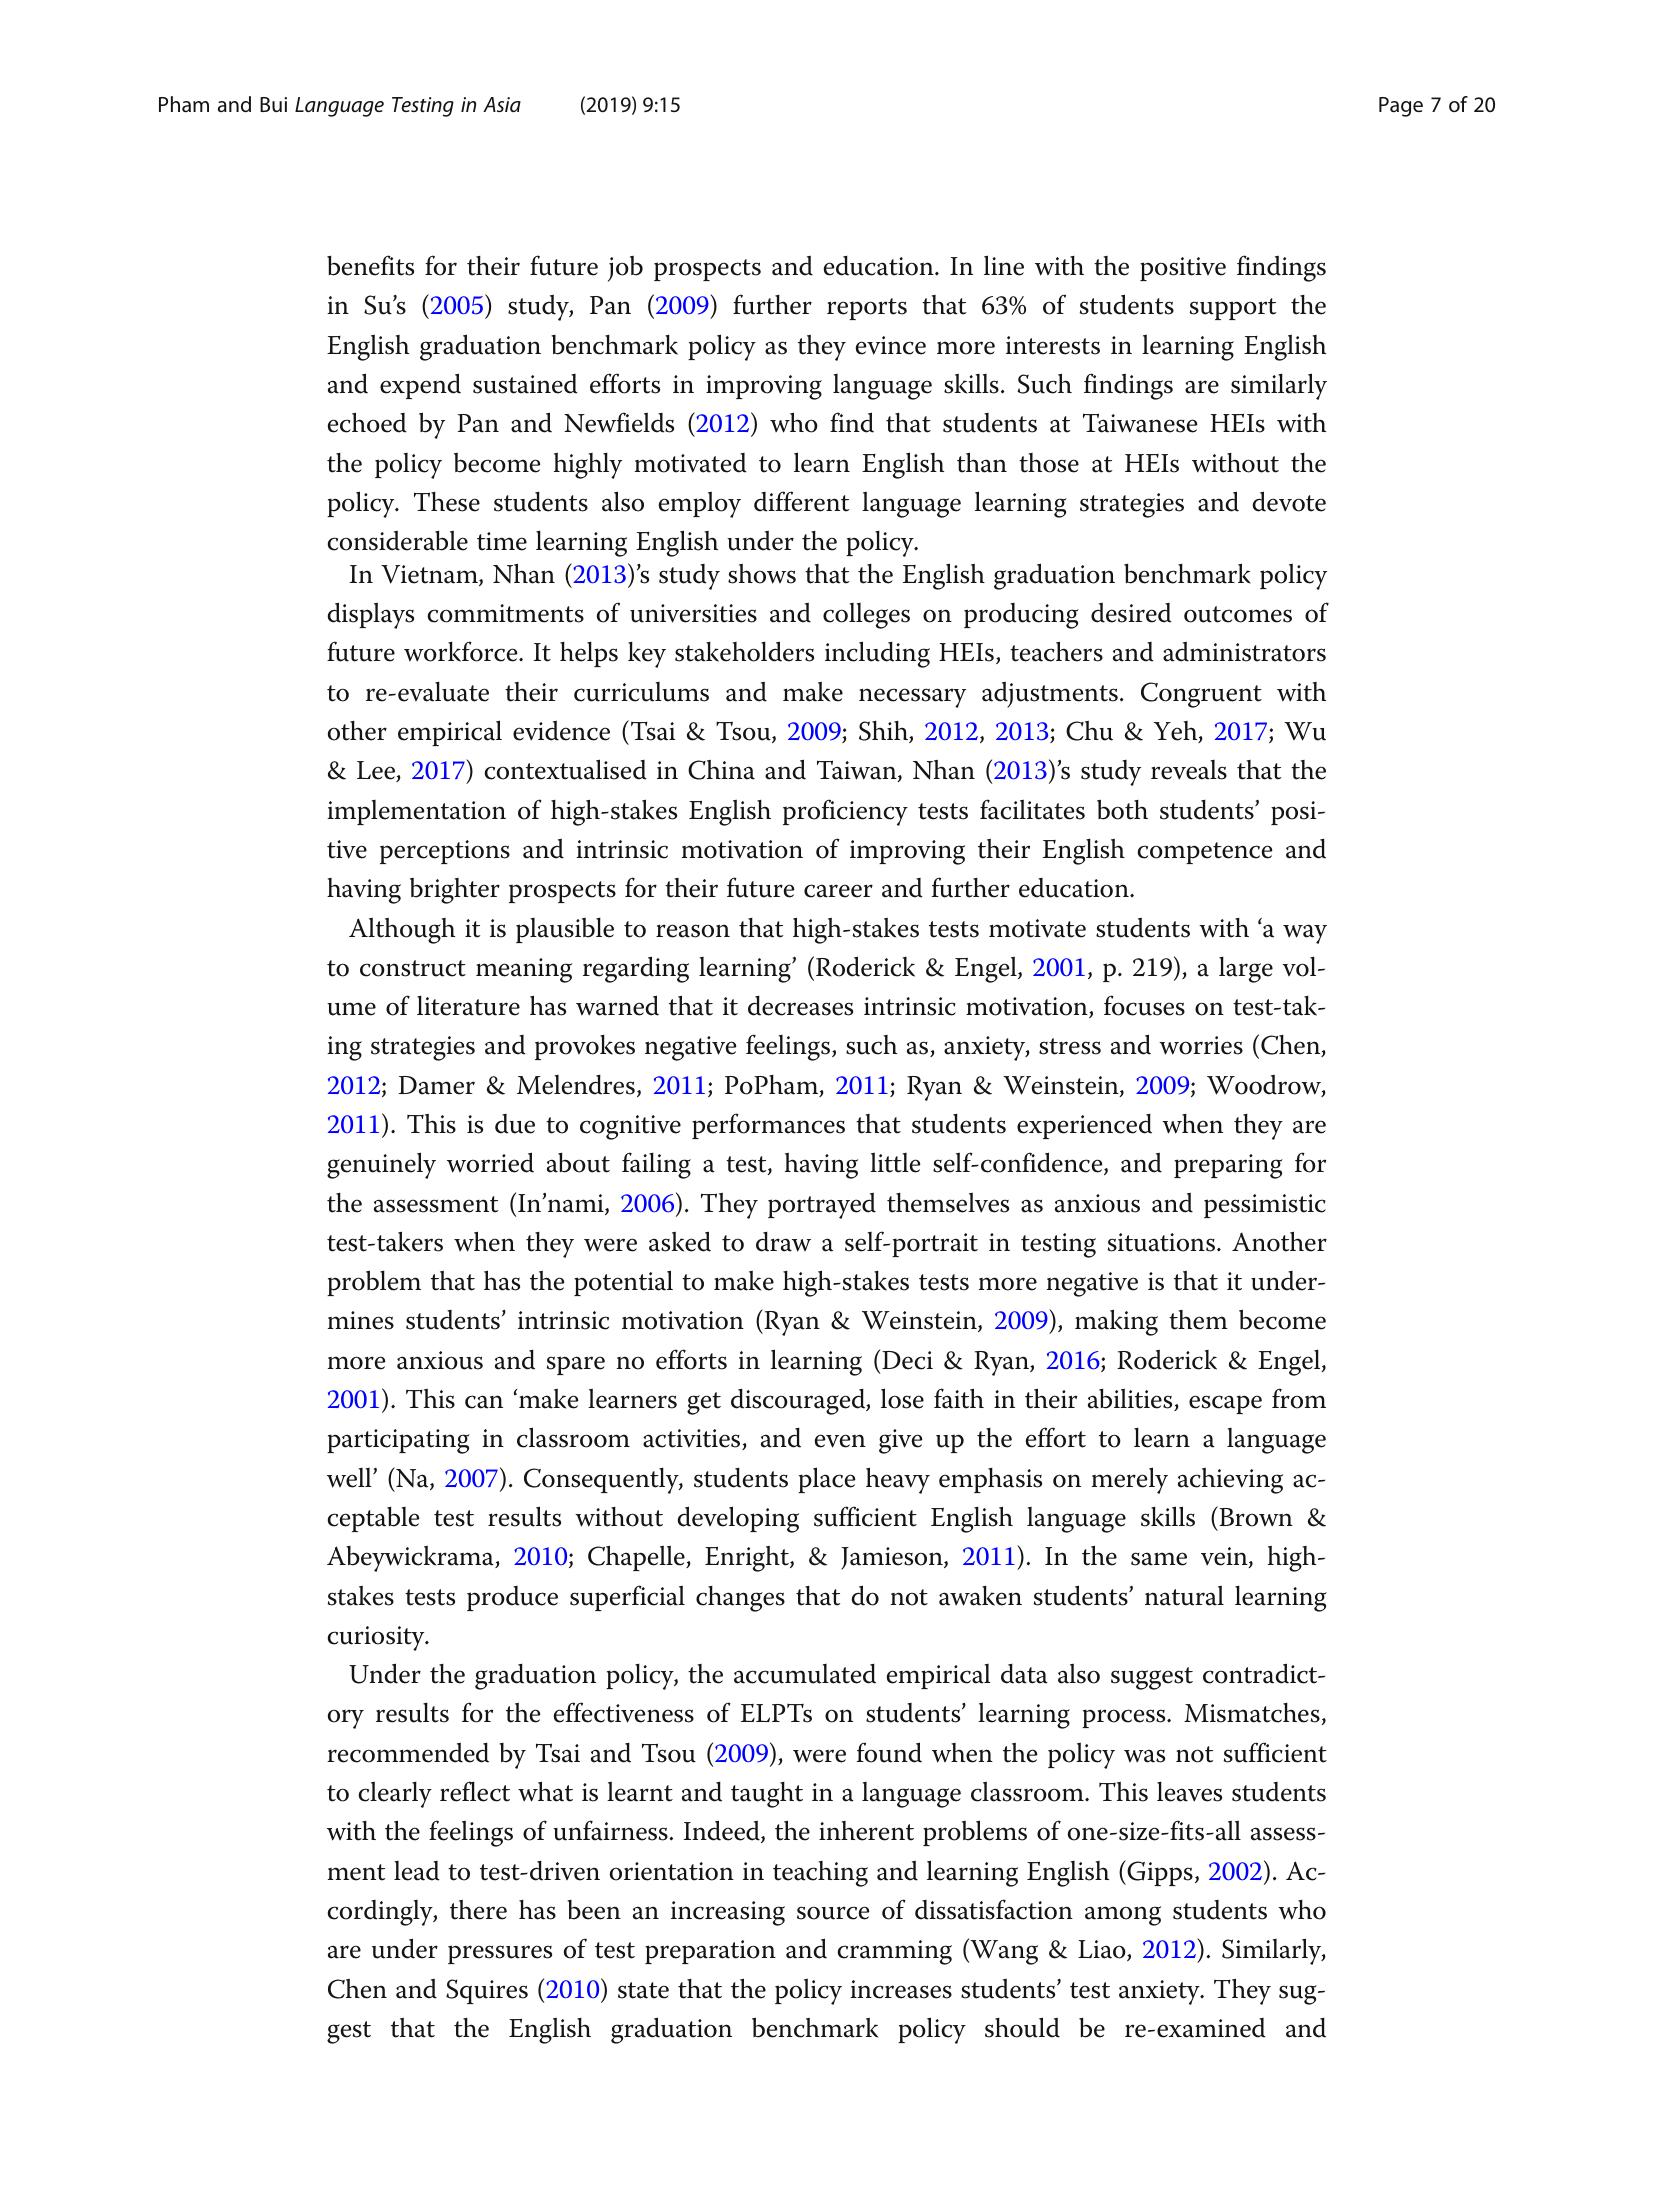 Pham and Bui Language Testing in Asia (2019) 9:15 Page 7 of 20
benefits for their future job prospects and education. In line with the positive findings
in Su’s (2005) study, Pan (2009) further reports that 63% of students support the
English graduation benchmark policy as they evince more interests in learning English
and expend sustained efforts in improving language skills. Such findings are similarly
echoed by Pan and Newfields (2012) who find that students at Taiwanese HEIs with
the policy become highly motivated to learn English than those at HEIs without the
policy. These students also employ different language learning strategies and devote
considerable time learning English under the policy.
In Vietnam, Nhan (2013)’s study shows that the English graduation benchmark policy
displays commitments of universities and colleges on producing desired outcomes of
future workforce. It helps key stakeholders including HEIs, teachers and administrators
to re-evaluate their curriculums and make necessary adjustments. Congruent with
other empirical evidence (Tsai & Tsou, 2009; Shih, 2012, 2013; Chu & Yeh, 2017; Wu
& Lee, 2017) contextualised in China and Taiwan, Nhan (2013)’s study reveals that the
implementation of high-stakes English proficiency tests facilitates both students’ posi-
tive perceptions and intrinsic motivation of improving their English competence and
having brighter prospects for their future career and further education.
Although it is plausible to reason that high-stakes tests motivate students with ‘a way
to construct meaning regarding learning’ (Roderick & Engel, 2001, p. 219), a large vol-
ume of literature has warned that it decreases intrinsic motivation, focuses on test-tak-
ing strategies and provokes negative feelings, such as, anxiety, stress and worries (Chen,
2012; Damer & Melendres, 2011; PoPham, 2011; Ryan & Weinstein, 2009; Woodrow,
2011). This is due to cognitive performances that students experienced when they are
genuinely worried about failing a test, having little self-confidence, and preparing for
the assessment (In’nami, 2006). They portrayed themselves as anxious and pessimistic
test-takers when they were asked to draw a self-portrait in testing situations. Another
problem that has the potential to make high-stakes tests more negative is that it under-
mines students’ intrinsic motivation (Ryan & Weinstein, 2009), making them become
more anxious and spare no efforts in learning (Deci & Ryan, 2016; Roderick & Engel,
2001). This can ‘make learners get discouraged, lose faith in their abilities, escape from
participating in classroom activities, and even give up the effort to learn a language
well’ (Na, 2007). Consequently, students place heavy emphasis on merely achieving ac-
ceptable test results without developing sufficient English language skills (Brown &
Abeywickrama, 2010; Chapelle, Enright, & Jamieson, 2011). In the same vein, high-
stakes tests produce superficial changes that do not awaken students’ natural learning
curiosity.
Under the graduation policy, the accumulated empirical data also suggest contradict-
ory results for the effectiveness of ELPTs on students’ learning process. Mismatches,
recommended by Tsai and Tsou (2009), were found when the policy was not sufficient
to clearly reflect what is learnt and taught in a language classroom. This leaves students
with the feelings of unfairness. Indeed, the inherent problems of one-size-fits-all assess-
ment lead to test-driven orientation in teaching and learning English (Gipps, 2002). Ac-
cordingly, there has been an increasing source of dissatisfaction among students who
are under pressures of test preparation and cramming (Wang & Liao, 2012). Similarly,
Chen and Squires (2010) state that the policy increases students’ test anxiety. They sug-
gest that the English graduation benchmark policy should be re-examined and